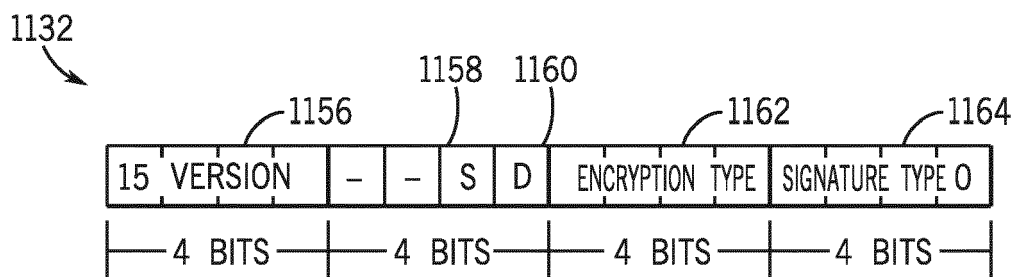 1132
1158 1160
1156 1162 1164
15 VERSION – – S D ENCRYPTION TYPE SIGNATURE TYPE 0
4 BITS 4 BITS 4 BITS 4 BITS